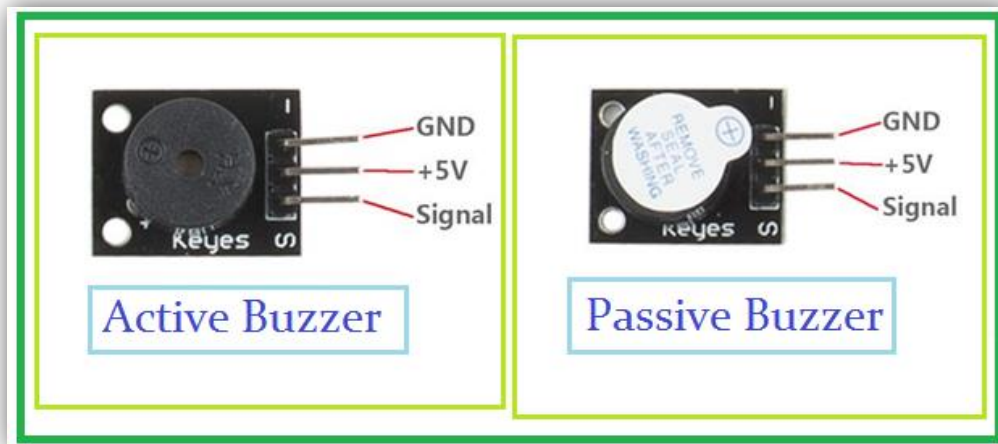 GND
+5V
Signal
-
Keyes
S
Active Buzzer
REMOVE
SEAL
AFTER
WASHING
+
GND
+5V
Signal
-
Keyes
S
Passive Buzzer